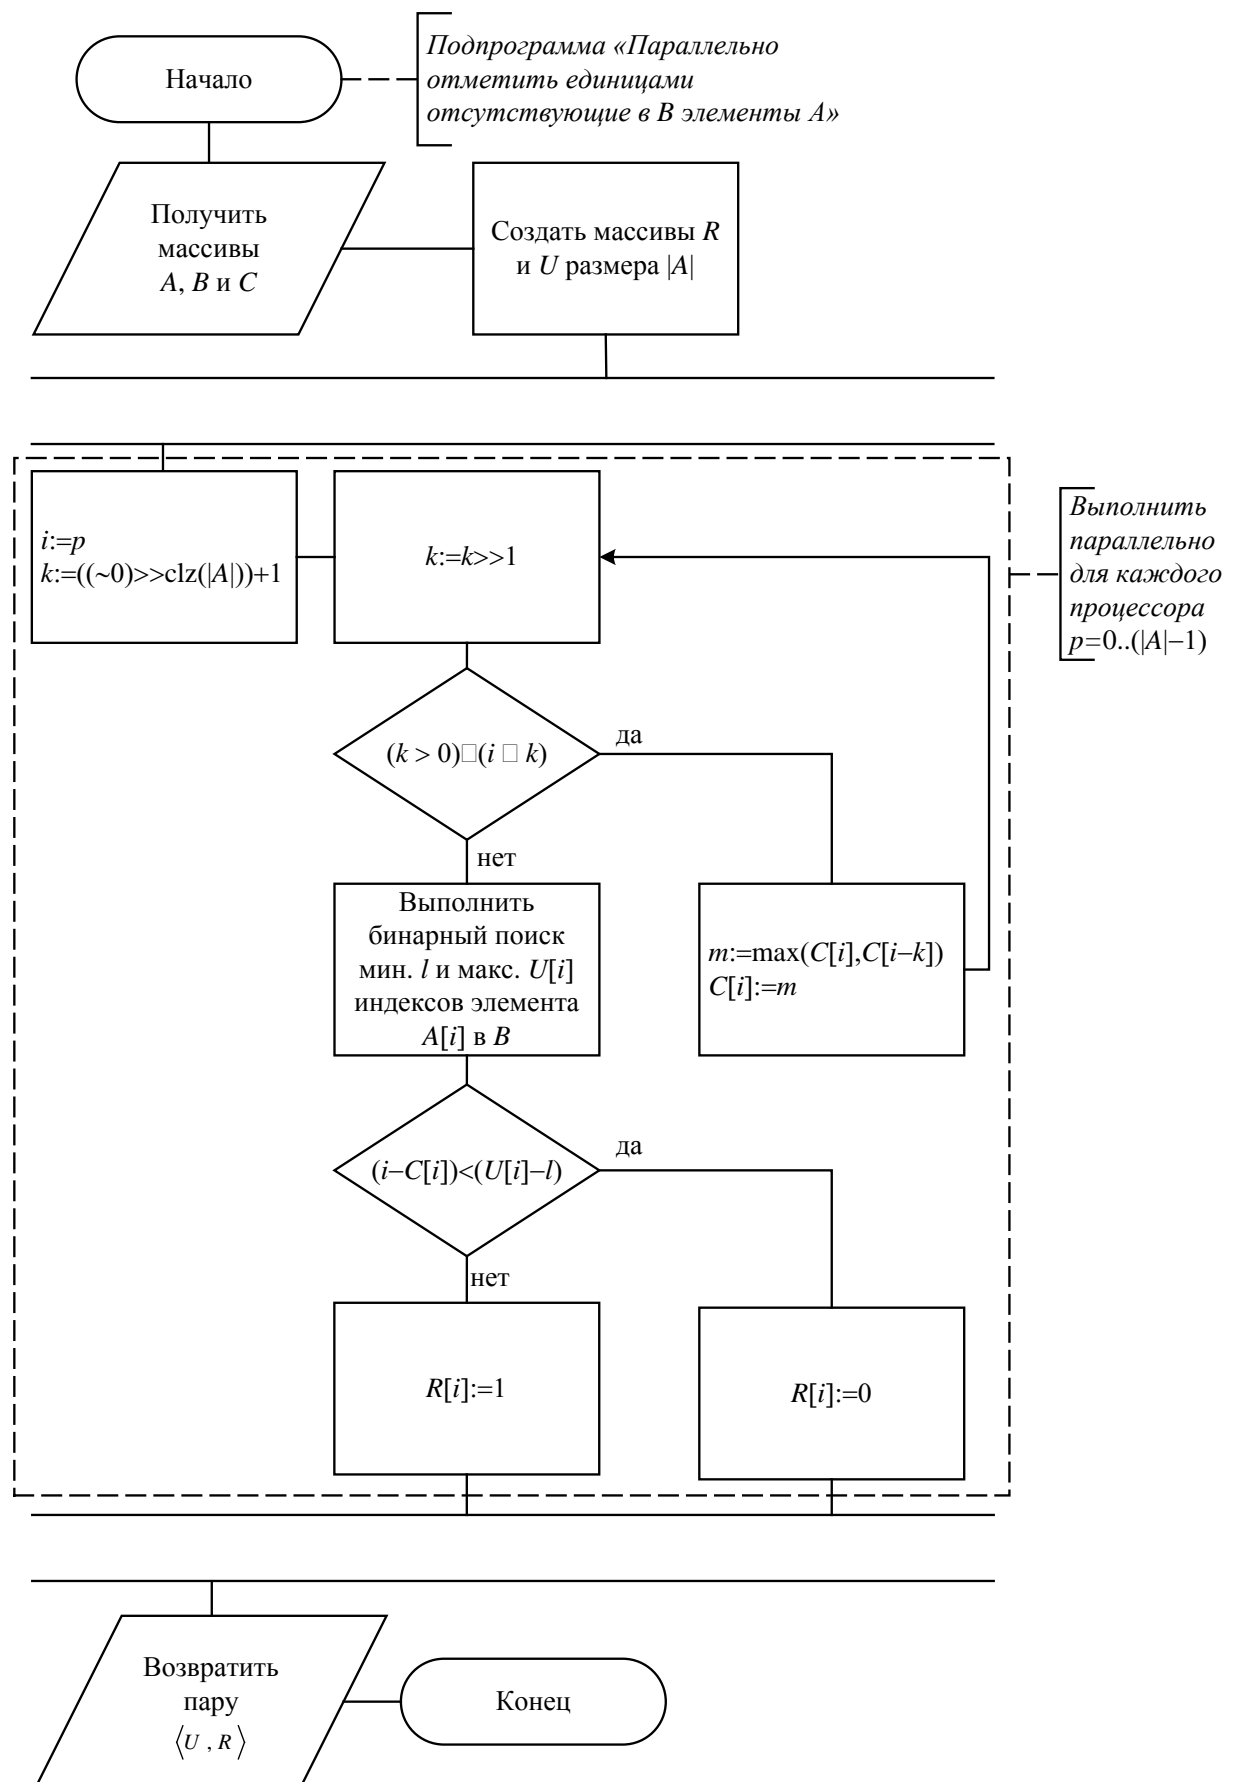 Начало
Подпрограмма «Параллельно
отметить единицами
отсутствующие в B элементы A»
Получить
массивы
A, B и C
Создать массивы R
и U размера |A|
i:=p
k:=((~0)>>clz(|A|))+1
k:=k>>1
Выполнить
параллельно
для каждого
процессора
p=0..(|A|−1)
(k > 0)□(i □ k)
да
нет
Выполнить
бинарный поиск
мин. l и макс. U[i]
индексов элемента
A[i] в B
m:=max(C[i],C[i−k])
C[i]:=m
(i−C[i])<(U[i]−l)
да
нет
R[i]:=1
R[i]:=0
Возвратить
пару
⟨U , R⟩
Конец